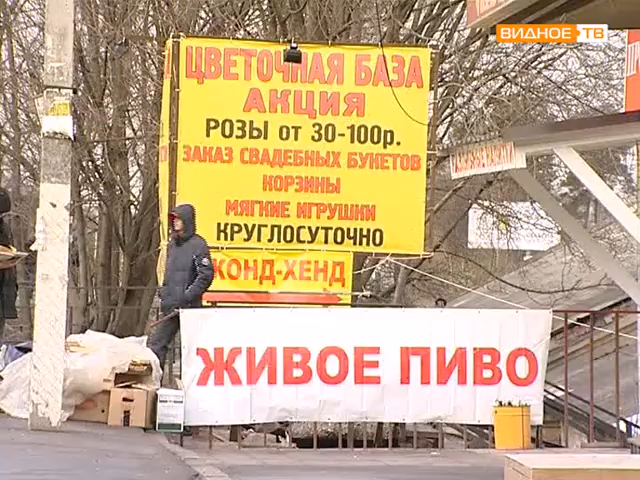 ВИДНОЕ ТВ
ЦВЕТОЧНАЯ БАЗА
АКЦИЯ
РОЗЫ от 30-100р.
ЗАКАЗ СВАДЕБНЫХ БУКЕТОВ
КОРЗИНЫ
МЯГКИЕ ИГРУШКИ
КРУГЛОСУТОЧНО
КОНД-ХЕНД
ЖИВОЕ ПИВО